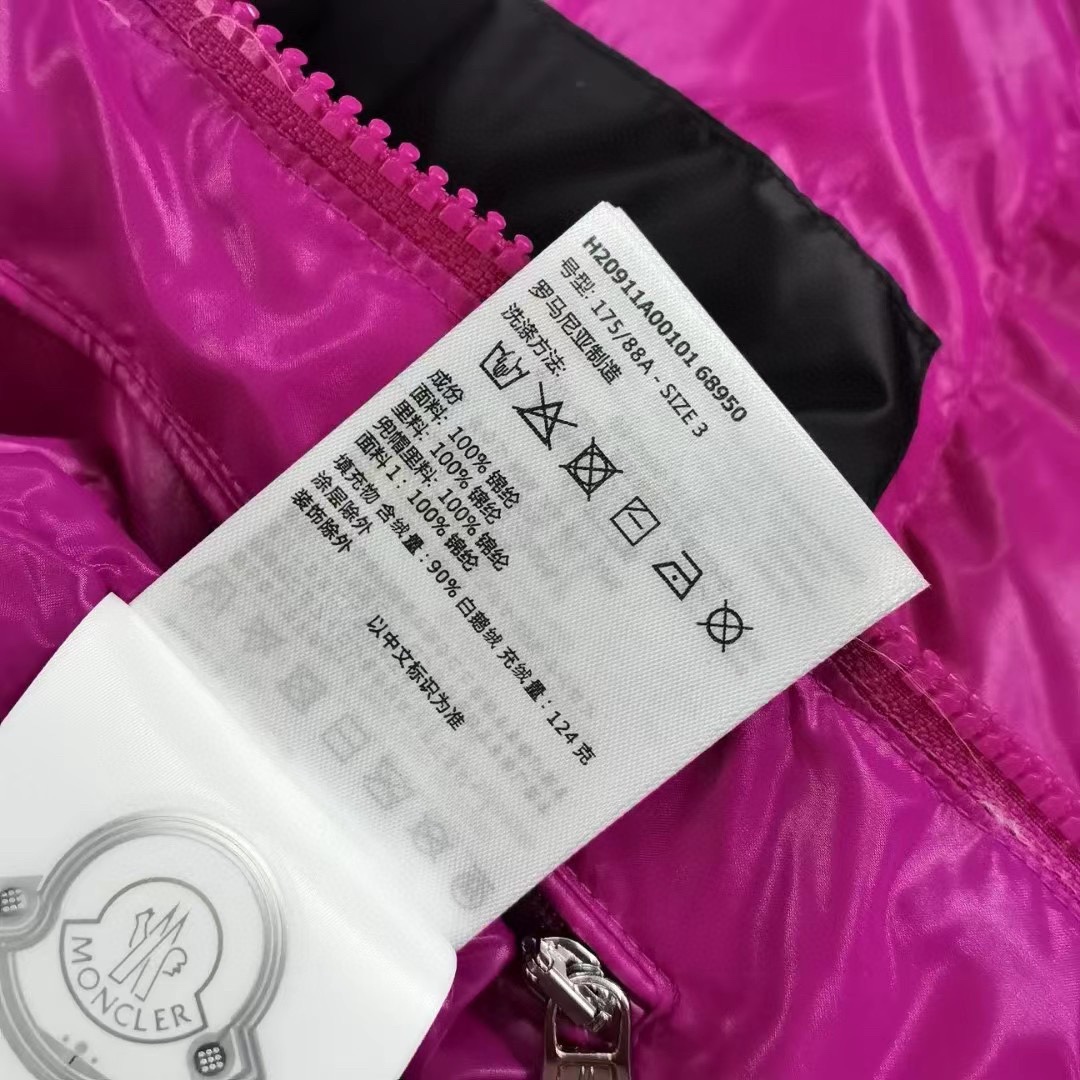 H20911A00101 68950
号型: 175/88A - SIZE 3
罗马尼亚制造
洗涤方法:
成份
面料: 100% 锦纶
里料: 100% 锦纶
兜帽里料: 100% 锦纶
面料 1: 100% 锦纶
填充物 含绒量: 90% 白鹅绒 充绒量: 124 克
涂层除外
装饰除外
以中文标识为准
MONCLER